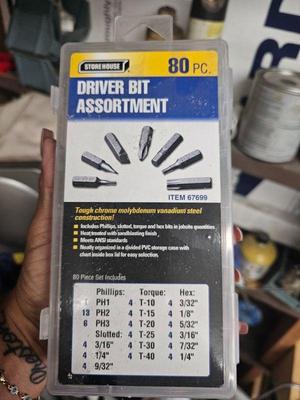 STOREHOUSE
80 PC.
DRIVER BIT
ASSORTMENT
ITEM 67699
Tough chrome molybdenum vanadium steel
construction!
Includes Phillips, slotted, torque and hex bits in jobsite quantities
Heat treated with sandblasting finish
Meets ANSI standards
Neatly organized in a divided PVC storage case with
chart inside box lid for easy selection.
80 Piece Set Includes
Phillips: Torque: Hex:
PH1 4 T-10 4 3/32"
13 PH2 4 T-15 4 1/8"
6 PH3 4 T-20 4 5/32"
Slotted: 4 T-25 4 3/16"
4 3/16" 4 T-30 4 7/32"
4 1/4" 4 T-40 4 1/4"
4 9/32"